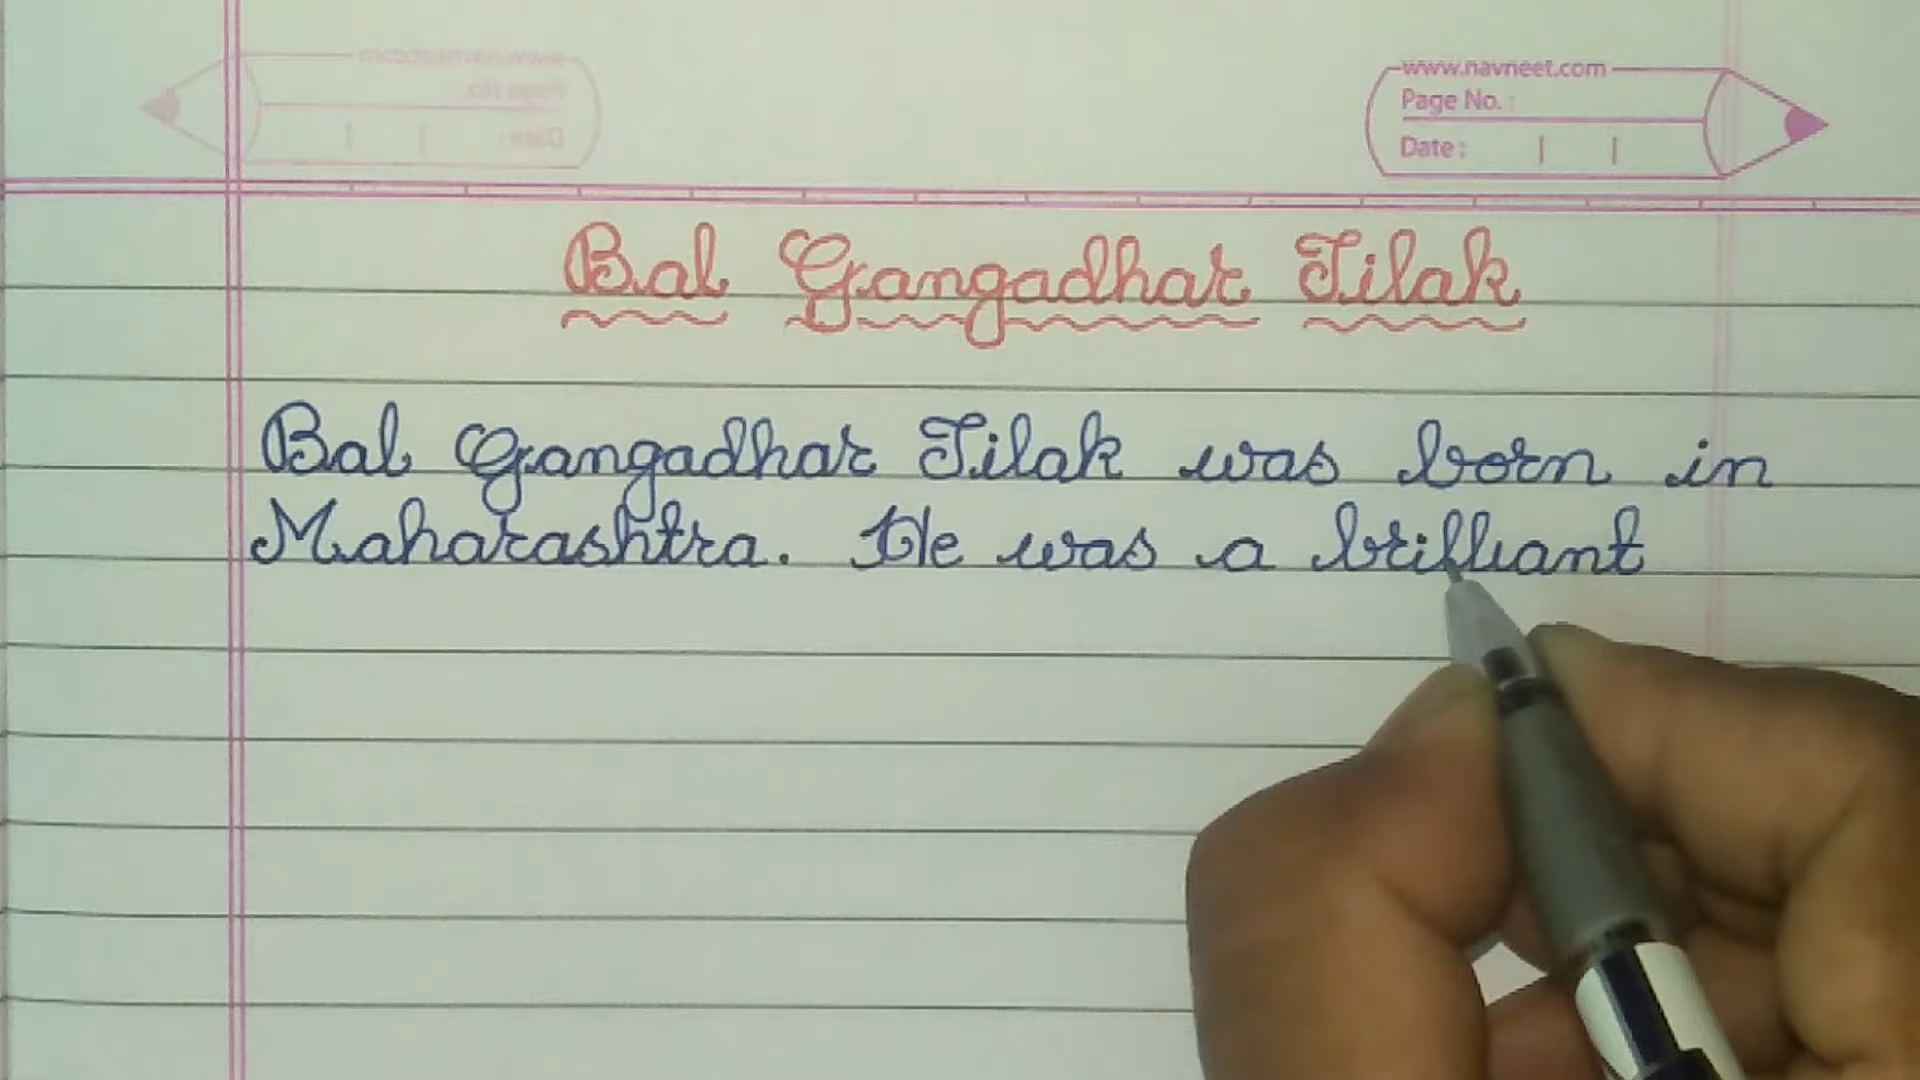 www.navneet.com
Page No. :
Date :
Bal Gangadhar Tilak
Bal Gangadhar Tilak was born in
Maharashtra. He was a brilliant